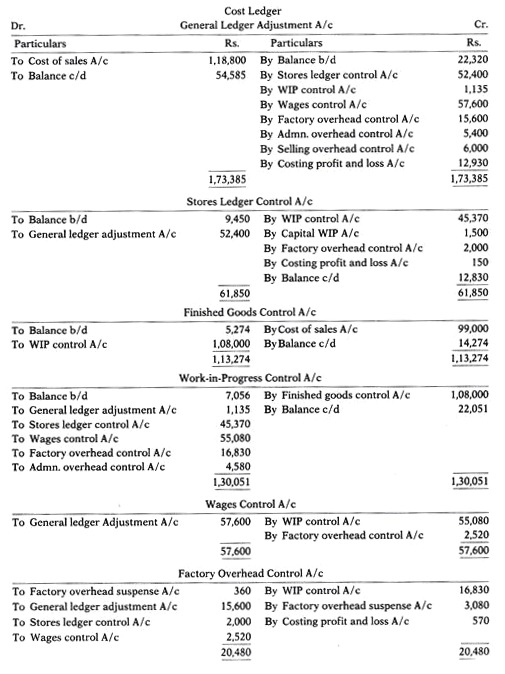 Cost Ledger
Dr. General Ledger Adjustment A/c Cr.
Particulars Rs. Particulars Rs.
To Cost of sales A/c 1,18,800 By Balance b/d 22,320
To Balance c/d 54,585 By Stores ledger control A/c 52,400
By WIP control A/c 1,135
By Wages control A/c 57,600
By Factory overhead control A/c 15,600
By Admn. overhead control A/c 5,400
By Selling overhead control A/c 6,000
By Costing profit and loss A/c 12,930
1,73,385 1,73,385
Stores Ledger Control A/c
To Balance b/d 9,450 By WIP control A/c 45,370
To General ledger adjustment A/c 52,400 By Capital WIP A/c 1,500
By Factory overhead control A/c 2,000
By Costing profit and loss A/c 150
By Balance c/d 12,830
61,850 61,850
Finished Goods Control A/c
To Balance b/d 5,274 By Cost of sales A/c 99,000
To WIP control A/c 1,08,000 By Balance c/d 14,274
1,13,274 1,13,274
Work-in-Progress Control A/c
To Balance b/d 7,056 By Finished goods control A/c 1,08,000
To General ledger adjustment A/c 1,135 By Balance c/d 22,051
To Stores ledger control A/c 45,370
To Wages control A/c 55,080
To Factory overhead control A/c 16,830
To Admn. overhead control A/c 4,580
1,30,051 1,30,051
Wages Control A/c
To General ledger Adjustment A/c 57,600 By WIP control A/c 55,080
By Factory overhead control A/c 2,520
57,600 57,600
Factory Overhead Control A/c
To Factory overhead suspense A/c 360 By WIP control A/c 16,830
To General ledger adjustment A/c 15,600 By Factory overhead suspense A/c 3,080
To Stores ledger control A/c 2,000 By Costing profit and loss A/c 570
To Wages control A/c 2,520
20,480 20,480